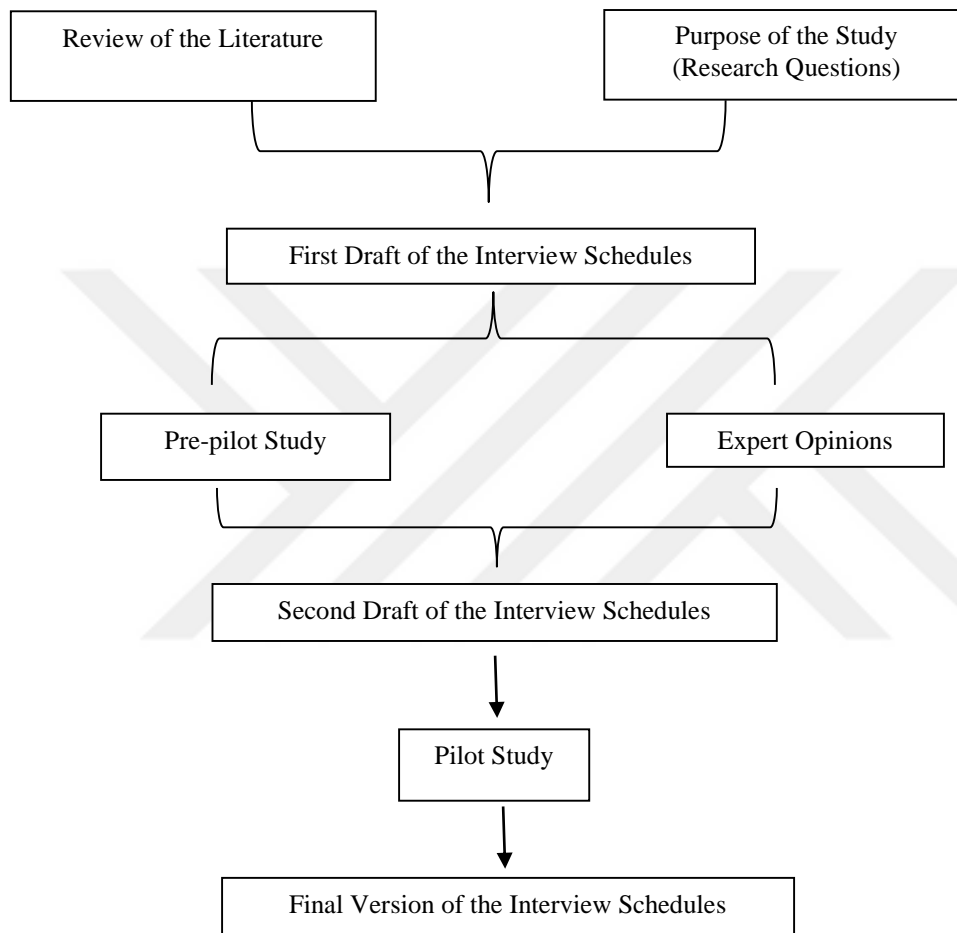 Review of the Literature
Purpose of the Study
(Research Questions)
First Draft of the Interview Schedules
Pre-pilot Study
Expert Opinions
Second Draft of the Interview Schedules
Pilot Study
Final Version of the Interview Schedules